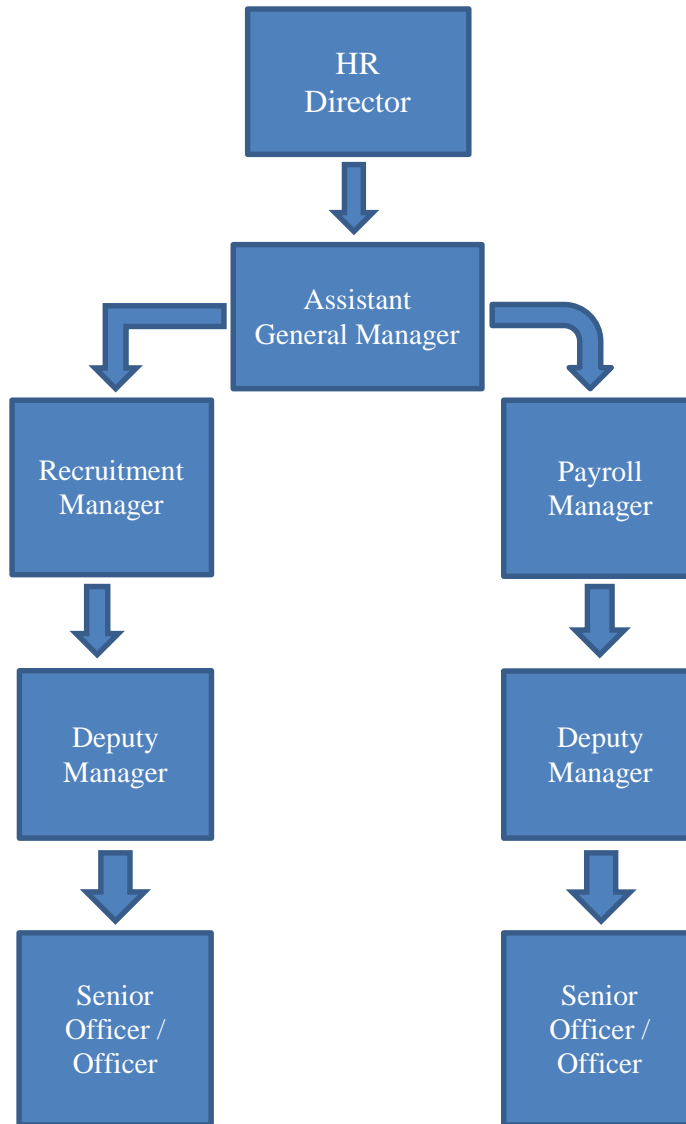 HR
Director
Assistant
General Manager
Recruitment
Manager
Payroll
Manager
Deputy
Manager
Deputy
Manager
Senior
Officer /
Officer
Senior
Officer /
Officer